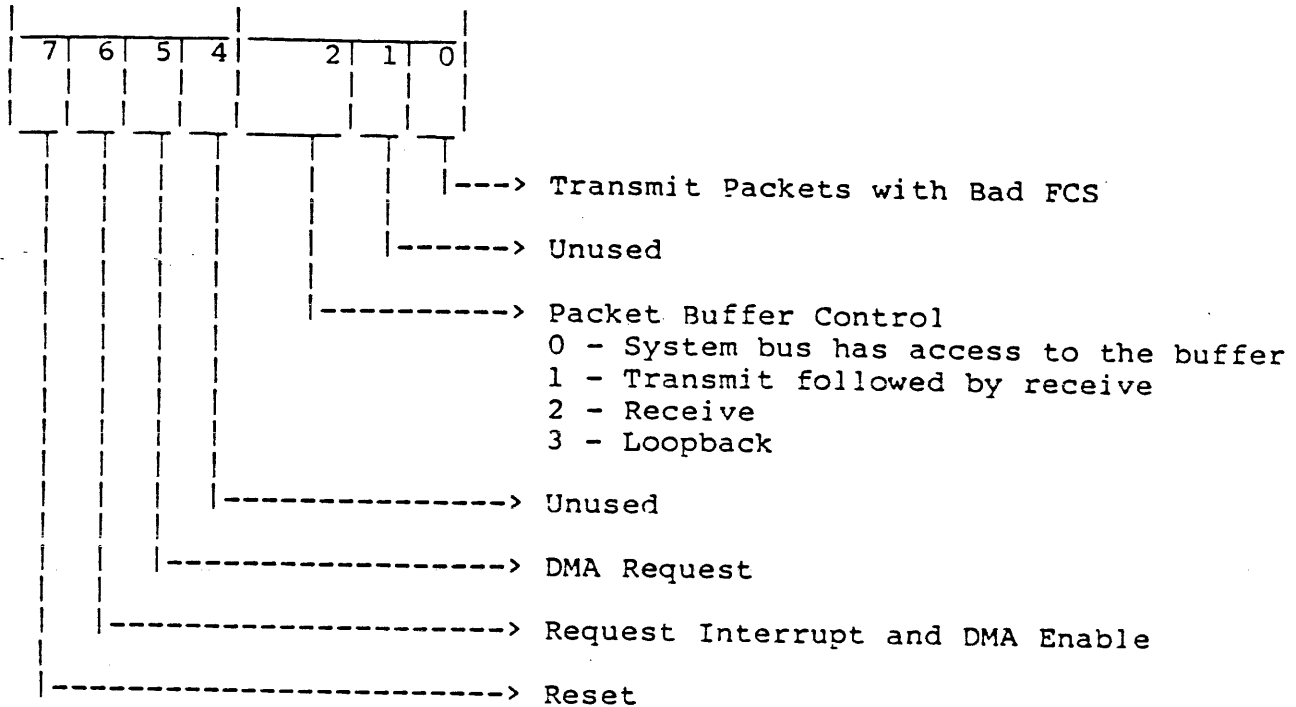 7 6 5 4 2 1 0
Transmit Packets with Bad FCS
Unused
Packet Buffer Control
0 - System bus has access to the buffer
1 - Transmit followed by receive
2 - Receive
3 - Loopback
Unused
DMA Request
Request Interrupt and DMA Enable
Reset